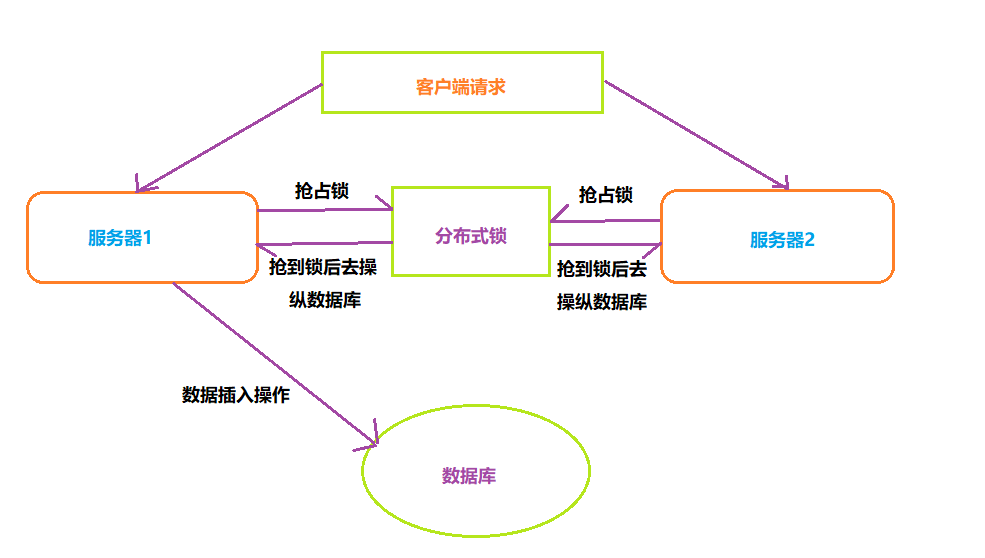 客户端请求
抢占锁
抢占锁
服务器1
分布式锁
服务器2
抢到锁后去操
纵数据库
抢到锁后去
操纵数据库
数据插入操作
数据库